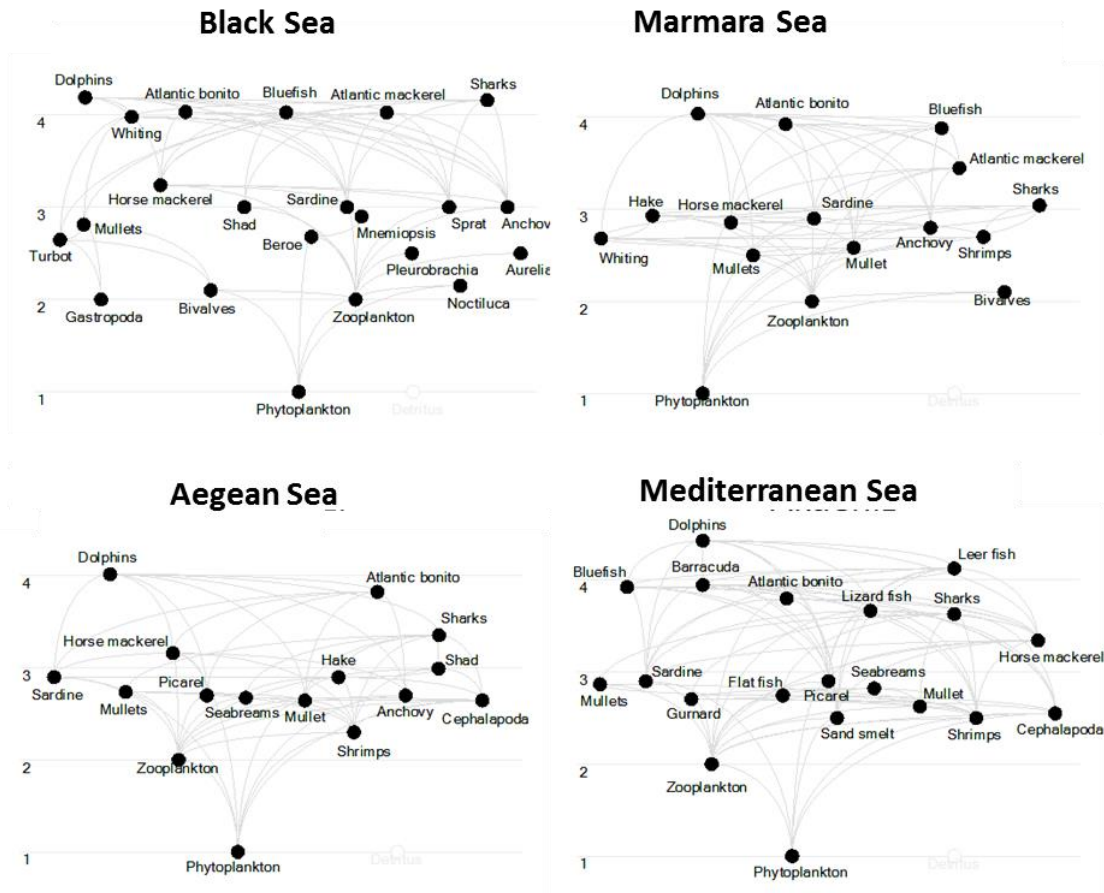 Black Sea
Dolphins
Atlantic bonito
Bluefish
Atlantic mackerel
Sharks
4
Whiting
Horse mackerel
Shad
Sardine
Mnemiopsis
Sprat
Anchov
3
Mullets
Turbot
Beroe
Pleurobrachia
Aurelia
2
Gastropoda
Bivalves
Zooplankton
Noctiluca
1
Phytoplankton
Detritus
Marmara Sea
Dolphins
Atlantic bonito
Bluefish
4
Atlantic mackerel
Sharks
Hake
Horse mackerel
Sardine
3
Whiting
Mullets
Mullet
Anchovy
Shrimps
2
Zooplankton
Bivalves
1
Phytoplankton
Detritus
Aegean Sea
Dolphins
4
Atlantic bonito
Sharks
Horse mackerel
Hake
Shad
3
Sardine
Mullets
Picarel
Seabreams
Mullet
Anchovy
Cephalapoda
Shrimps
2
Zooplankton
1
Phytoplankton
Detritus
Mediterranean Sea
Dolphins
Leer fish
Bluefish
Barracuda
4
Atlantic bonito
Lizard fish
Sharks
Horse mackerel
3
Mullets
Sardine
Gurnard
Flat fish
Picarel
Seabreams
Mullet
Sand smelt
Shrimps
Cephalapoda
2
Zooplankton
1
Phytoplankton
Detritus